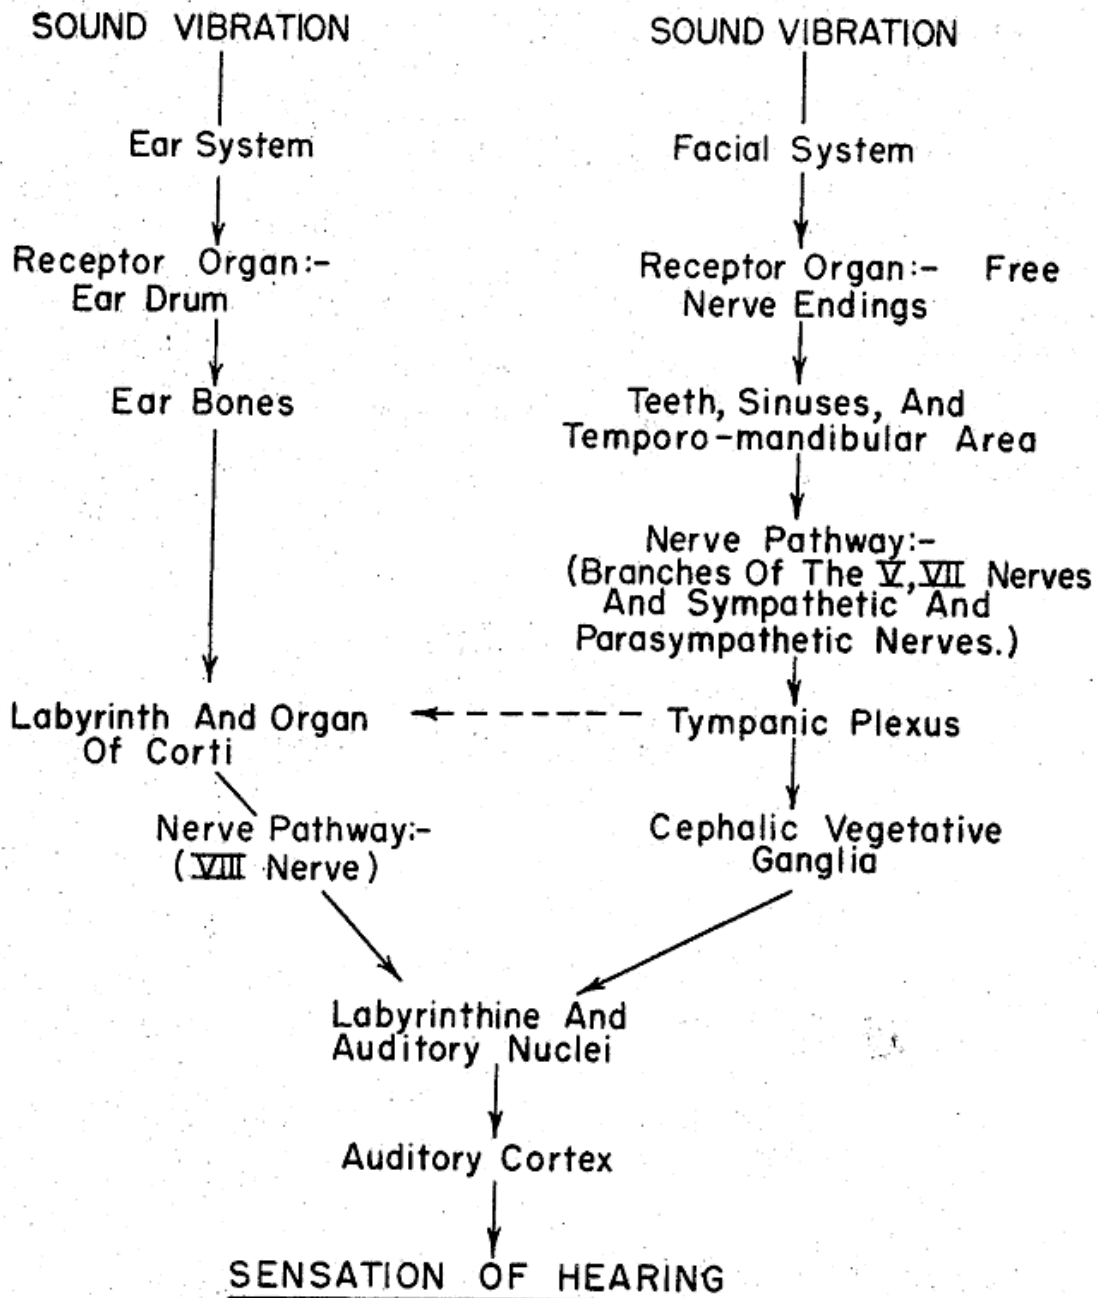 SOUND VIBRATION
Ear System
Receptor Organ:-
Ear Drum
Ear Bones
Labyrinth And Organ
Of Corti
Nerve Pathway:-
(VIII Nerve)
SOUND VIBRATION
Facial System
Receptor Organ:- Free
Nerve Endings
Teeth, Sinuses, And
Temporo-mandibular Area
Nerve Pathway:-
(Branches Of The V, VII Nerves
And Sympathetic And
Parasympathetic Nerves.)
Tympanic Plexus
Cephalic Vegetative
Ganglia
Labyrinthine And
Auditory Nuclei
Auditory Cortex
SENSATION OF HEARING